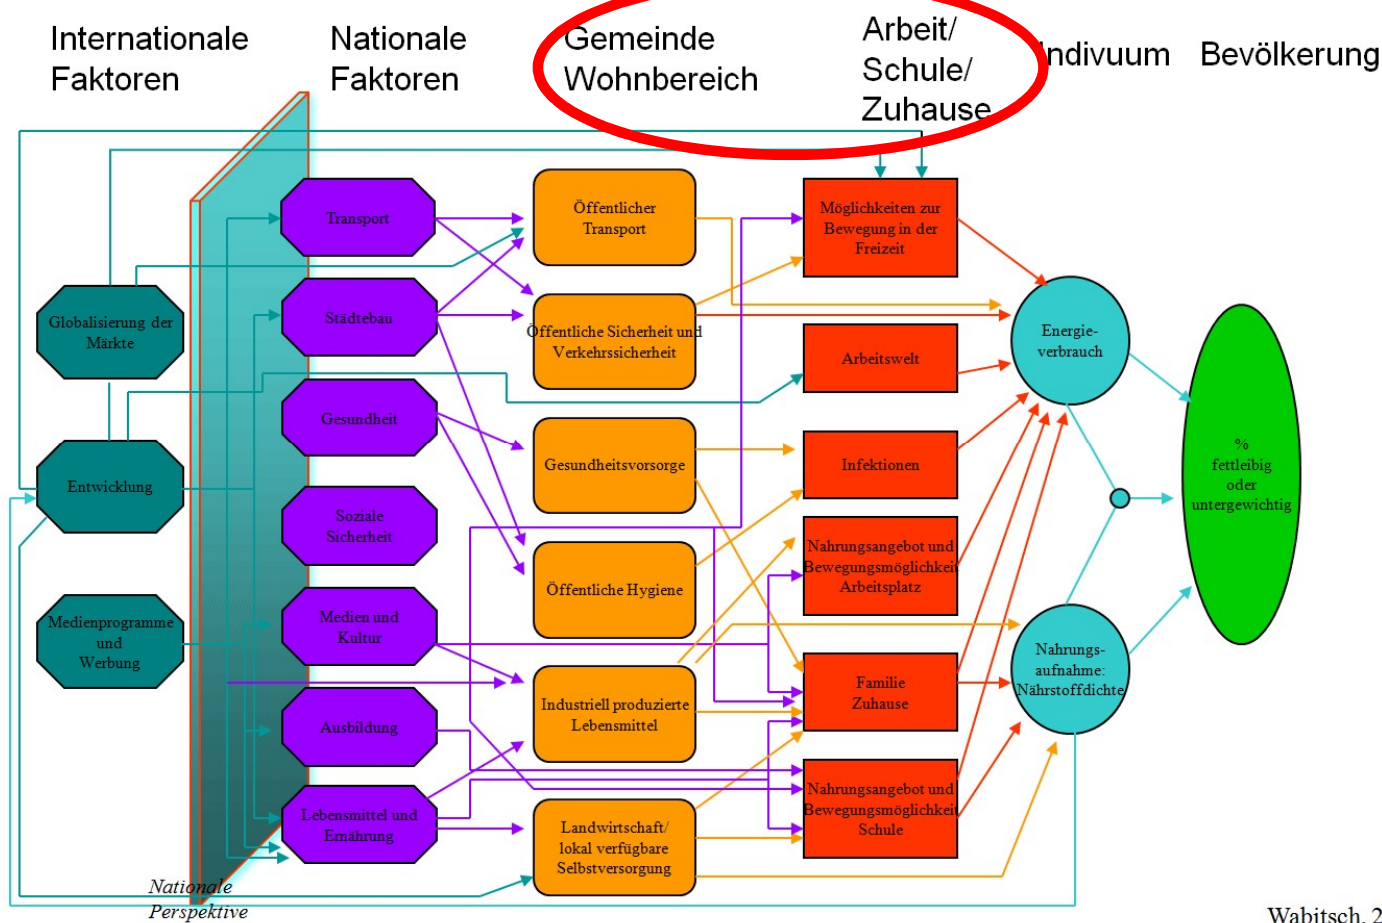 Internationale
Faktoren
Nationale
Faktoren
Gemeinde
Wohnbereich
Arbeit/
Schule/
Zuhause
Indivuum
Bevölkerung
Globalisierung der
Märkte
Entwicklung
Medienprogramme
und
Werbung
Transport
Städtebau
Gesundheit
Soziale
Sicherheit
Medien und
Kultur
Ausbildung
Lebensmittel und
Ernährung
Öffentlicher
Transport
Öffentliche Sicherheit und
Verkehrssicherheit
Gesundheitsvorsorge
Öffentliche Hygiene
Industriell produzierte
Lebensmittel
Landwirtschaft/
lokal verfügbare
Selbstversorgung
Möglichkeiten zur
Bewegung in der
Freizeit
Arbeitswelt
Infektionen
Nahrungsangebot und
Bewegungsmöglichkeit
Arbeitsplatz
Familie
Zuhause
Nahrungsangebot und
Bewegungsmöglichkeit
Schule
Energie-
verbrauch
Nahrungs-
aufnahme:
Nährstoffdichte
%
fettleibig
oder
untergewichtig
Nationale
Perspektive
Wabitsch, 2